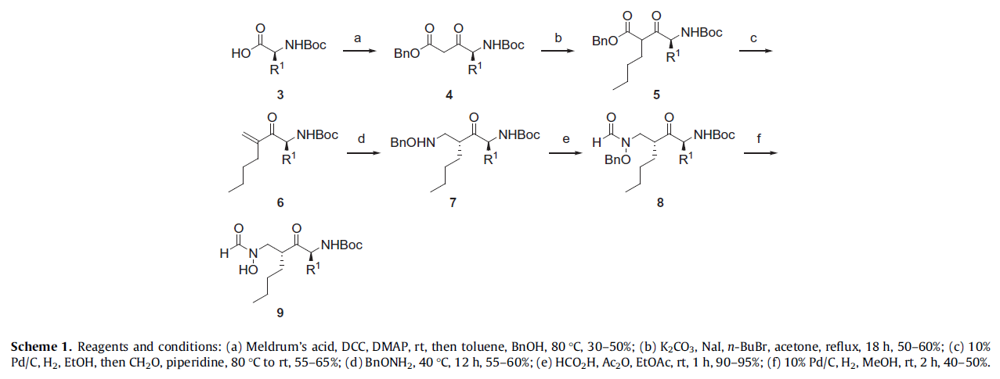 O
HO
NHBoc
R¹
3
a
O O
BnO
NHBoc
R¹
4
b
O O
BnO
NHBoc
R¹
5
c
O
NHBoc
R¹
6
d
O
BnOHN
NHBoc
R¹
7
e
O O
H N
NHBoc
BnO
R¹
8
f
O O
H N
NHBoc
HO
R¹
9
Scheme 1. Reagents and conditions: (a) Meldrum's acid, DCC, DMAP, rt, then toluene, BnOH, 80 °C, 30–50%; (b) K₂CO₃, NaI, n-BuBr, acetone, reflux, 18 h, 50–60%; (c) 10%
Pd/C, H₂, EtOH, then CH₂O, piperidine, 80 °C to rt, 55–65%; (d) BnONH₂, 40 °C, 12 h, 55–60%; (e) HCO₂H, Ac₂O, EtOAc, rt, 1 h, 90–95%; (f) 10% Pd/C, H₂, MeOH, rt, 2 h, 40–50%.